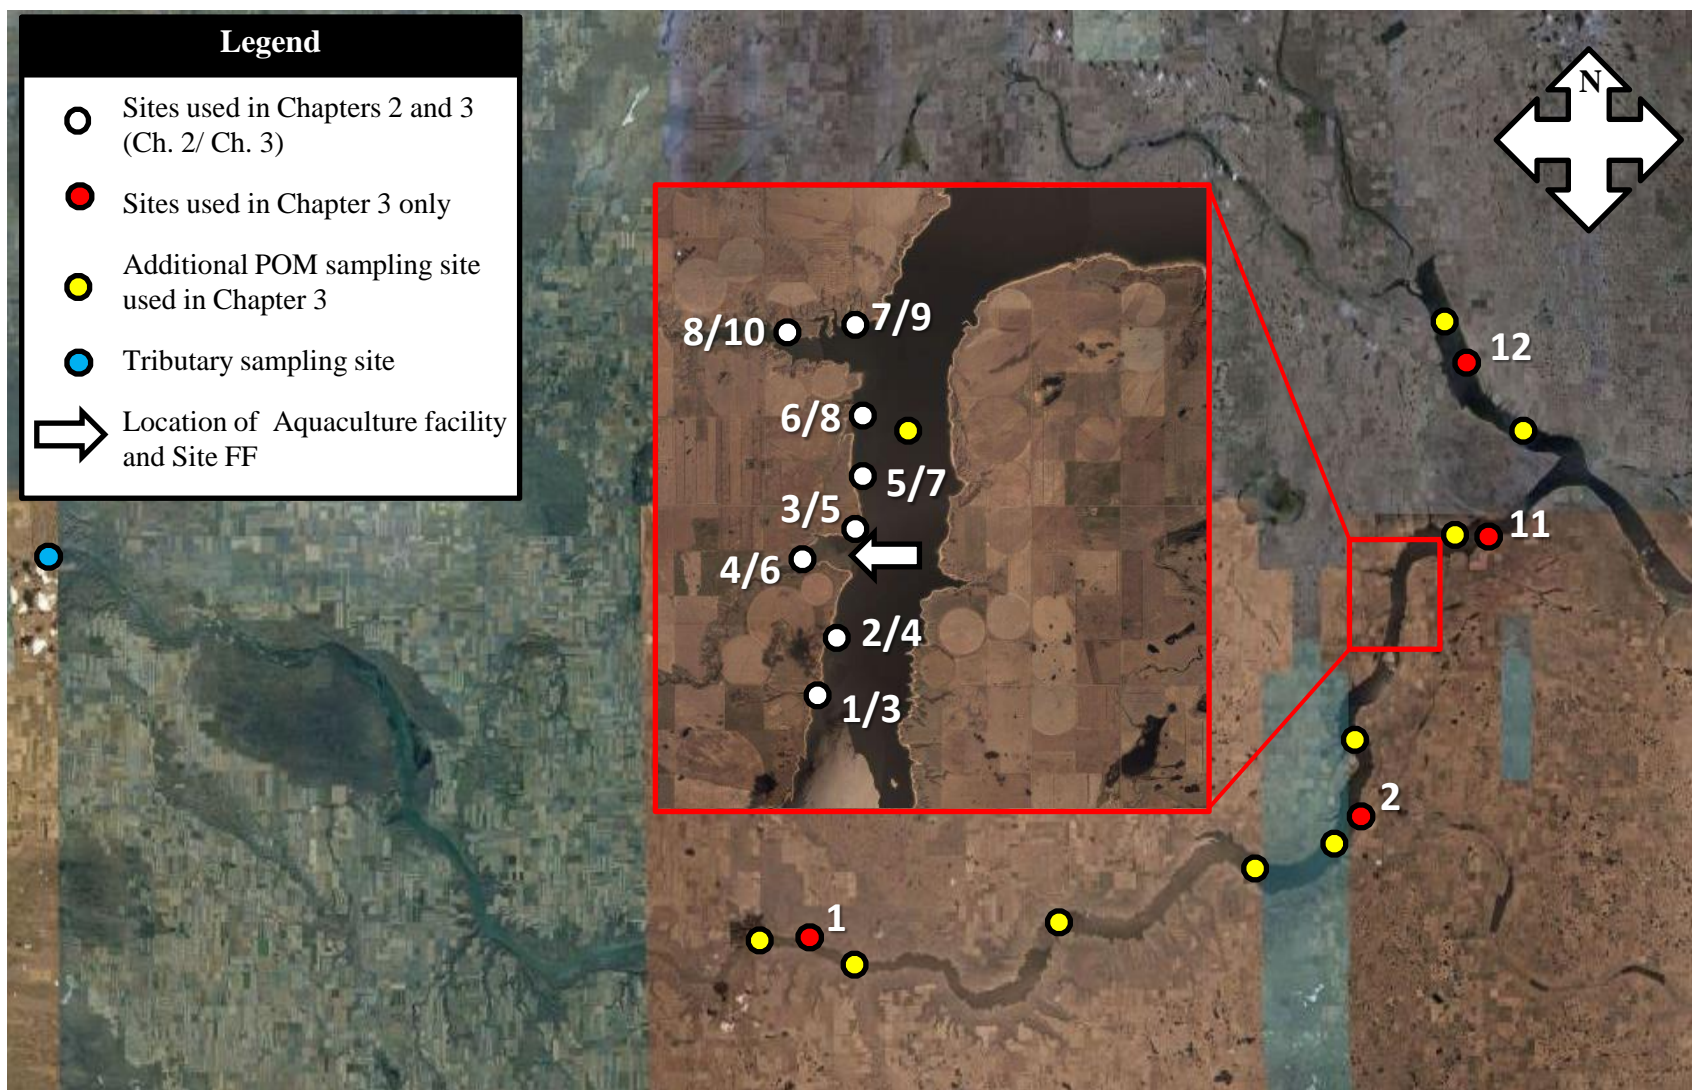 Legend
Sites used in Chapters 2 and 3
(Ch. 2/ Ch. 3)
Sites used in Chapter 3 only
Additional POM sampling site
used in Chapter 3
Tributary sampling site
Location of Aquaculture facility
and Site FF
N
7/9
8/10
6/8
5/7
3/5
4/6
2/4
1/3
12
11
2
1